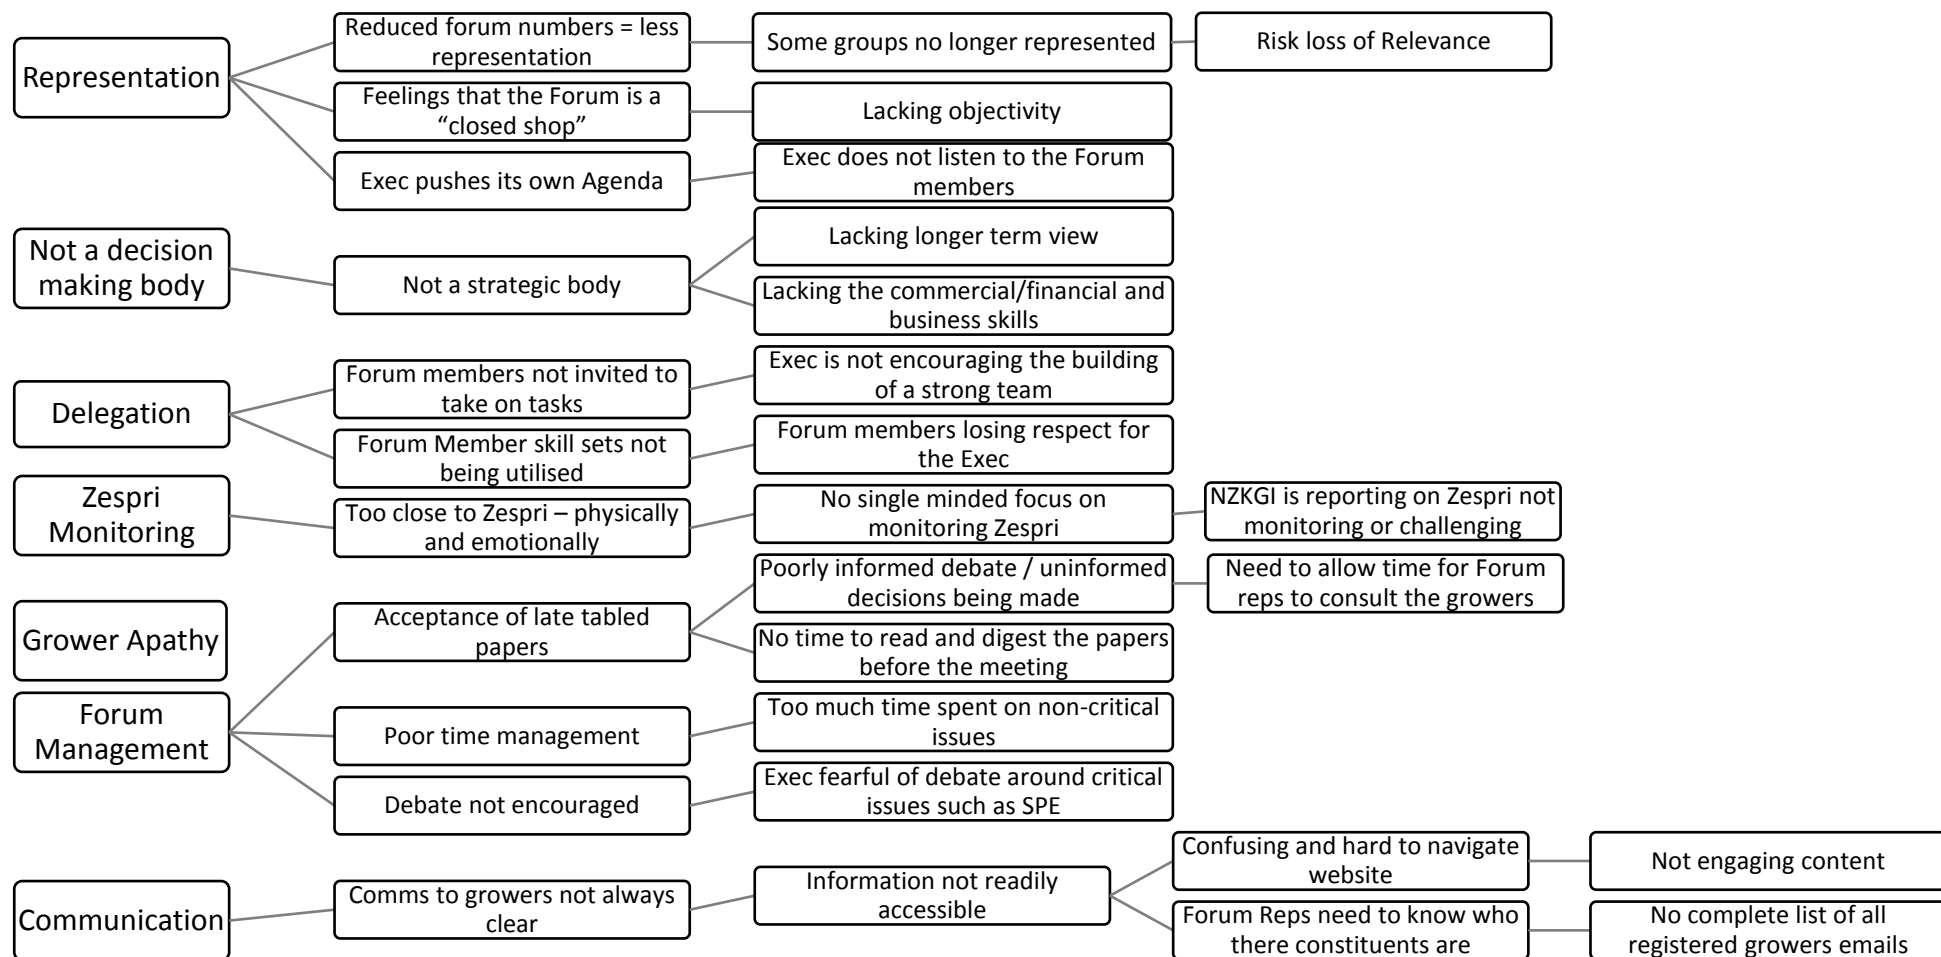 Representation
Reduced forum numbers = less
representation
Some groups no longer represented
Risk loss of Relevance
Feelings that the Forum is a
“closed shop”
Lacking objectivity
Exec pushes its own Agenda
Exec does not listen to the Forum
members
Not a decision
making body
Not a strategic body
Lacking longer term view
Lacking the commercial/financial and
business skills
Delegation
Forum members not invited to
take on tasks
Exec is not encouraging the building
of a strong team
Forum Member skill sets not
being utilised
Forum members losing respect for
the Exec
Zespri
Monitoring
Too close to Zespri – physically
and emotionally
No single minded focus on
monitoring Zespri
NZKGI is reporting on Zespri not
monitoring or challenging
Grower Apathy
Forum
Management
Acceptance of late tabled
papers
Poorly informed debate / uninformed
decisions being made
Need to allow time for Forum
reps to consult the growers
No time to read and digest the papers
before the meeting
Poor time management
Too much time spent on non-critical
issues
Debate not encouraged
Exec fearful of debate around critical
issues such as SPE
Communication
Comms to growers not always
clear
Information not readily
accessible
Confusing and hard to navigate
website
Not engaging content
Forum Reps need to know who
there constituents are
No complete list of all
registered growers emails